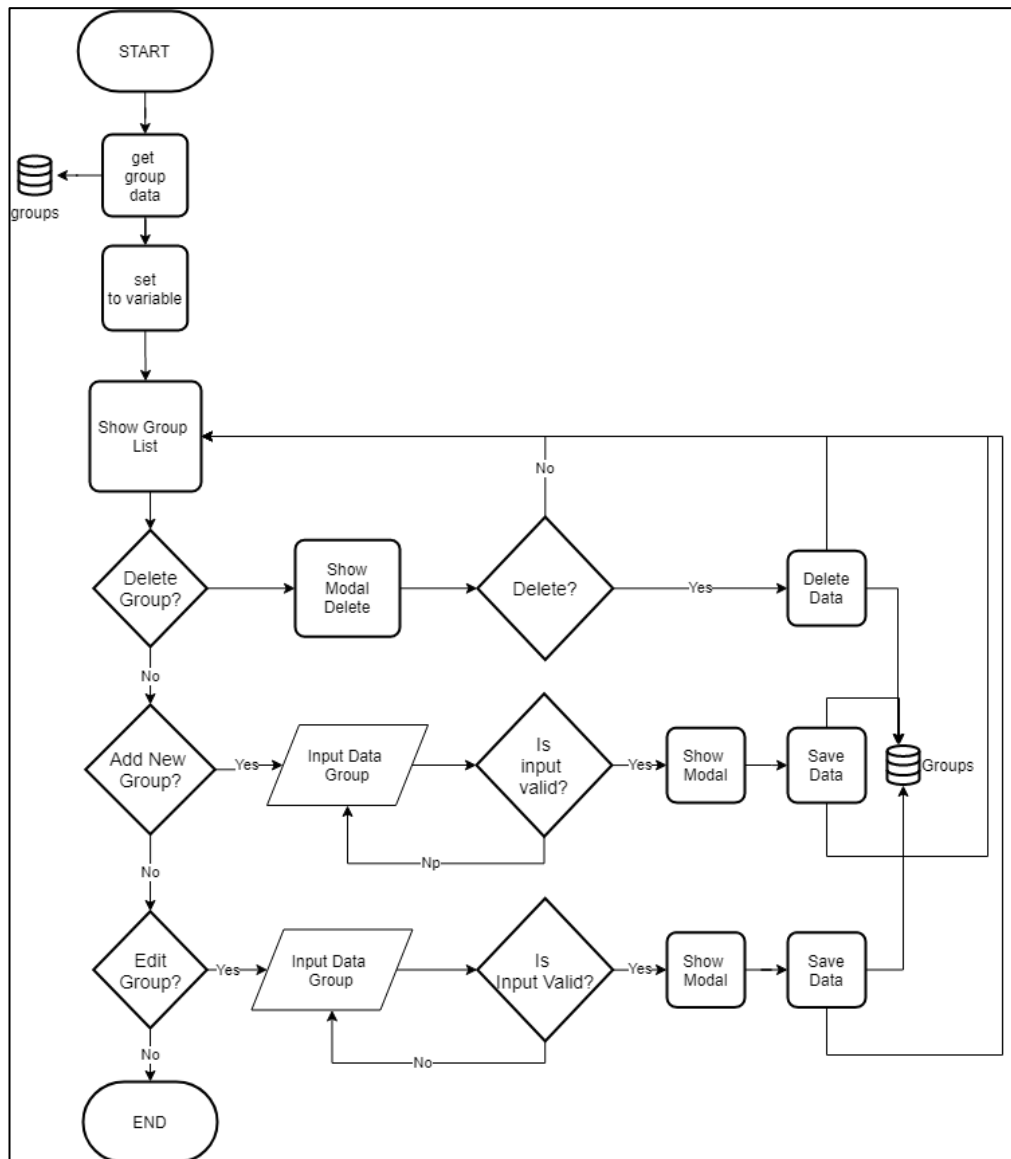 START
get
group
data
groups
set
to variable
Show Group
List
No
Delete
Group?
Show
Modal
Delete
Delete?
Yes
Delete
Data
No
Add New
Group?
Yes
Input Data
Group
Is
input
valid?
Yes
Show
Modal
Save
Data
Groups
Np
No
Edit
Group?
Yes
Input Data
Group
Is
Input Valid?
Yes
Show
Modal
Save
Data
No
No
END